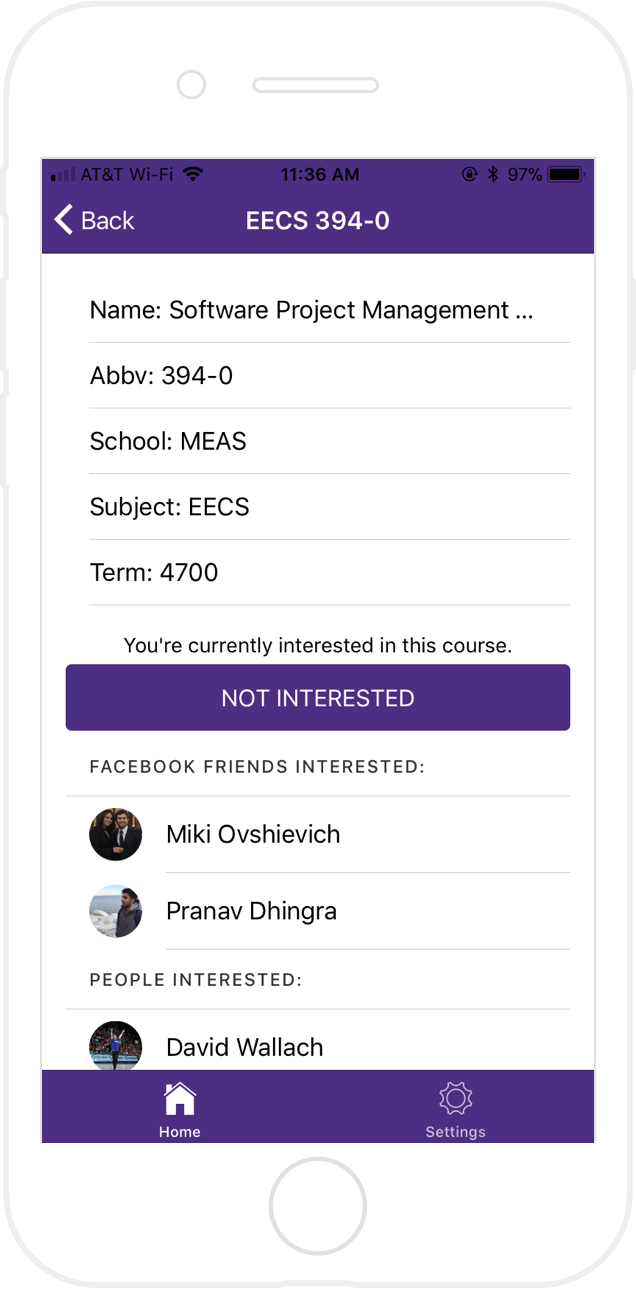 AT&T Wi-Fi 11:36 AM 97%
Back EECS 394-0
Name: Software Project Management ...
Abbv: 394-0
School: MEAS
Subject: EECS
Term: 4700
You're currently interested in this course.
NOT INTERESTED
FACEBOOK FRIENDS INTERESTED:
Miki Ovshievich
Pranav Dhingra
PEOPLE INTERESTED:
David Wallach
Home Settings